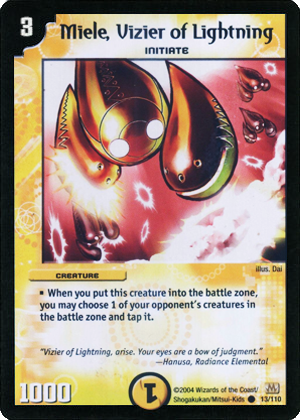 3
Miele, Vizier of Lightning
INITIATE
illus. Dai
CREATURE
▪ When you put this creature into the battle zone,
you may choose 1 of your opponent's creatures
in the battle zone and tap it.
"Vizier of Lightning, arise. Your eyes are a bow of judgment."
—Hanusa, Radiance Elemental
1000
1
©2004 Wizards of the Coast/
Shogakukan/Mitsui-Kids
13/110